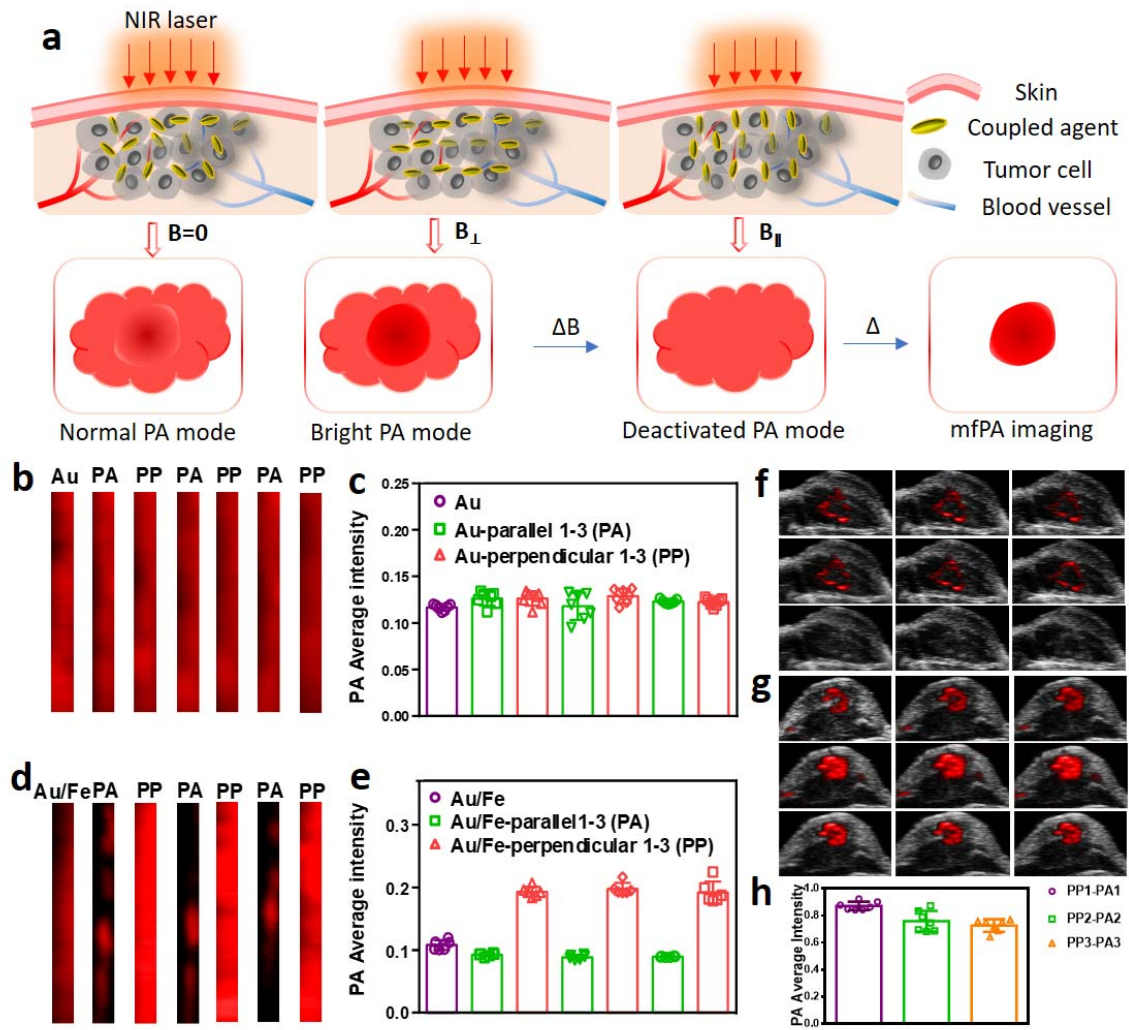 a
NIR laser
Skin
Coupled agent
Tumor cell
Blood vessel
B=0
B⊥
B∥
ΔB
Δ
Normal PA mode
Bright PA mode
Deactivated PA mode
mfPA imaging
b
Au PA PP PA PP PA PP
c
PA Average intensity
0.25
0.20
0.15
0.10
0.05
0.00
Au
Au-parallel 1-3 (PA)
Au-perpendicular 1-3 (PP)
d
Au/Fe PA PP PA PP PA PP
e
PA Average intensity
0.3
0.2
0.1
0.0
Au/Fe
Au/Fe-parallel1-3 (PA)
Au/Fe-perpendicular 1-3 (PP)
f
g
h
PA Average Intensity
1.0
0.8
0.6
0.4
0.2
0.0
PP1-PA1
PP2-PA2
PP3-PA3